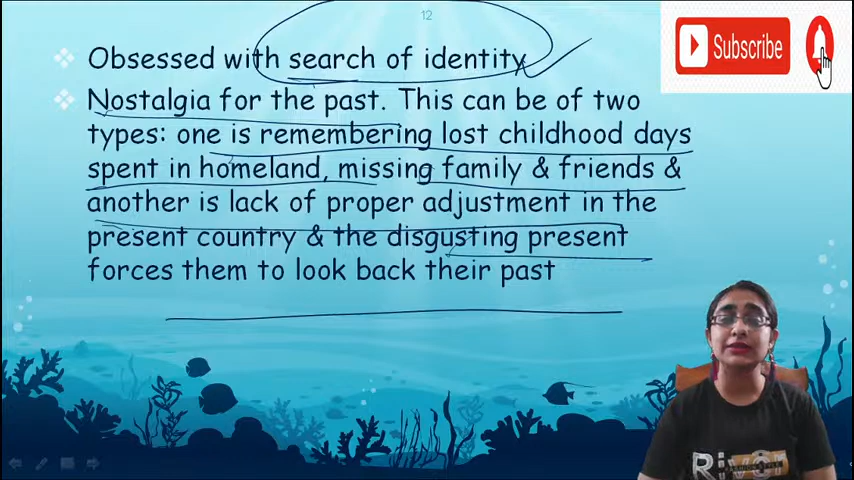 12
Obsessed with search of identity
Subscribe
Nostalgia for the past. This can be of two
types: one is remembering lost childhood days
spent in homeland, missing family & friends &
another is lack of proper adjustment in the
present country & the disgusting present
forces them to look back their past
River